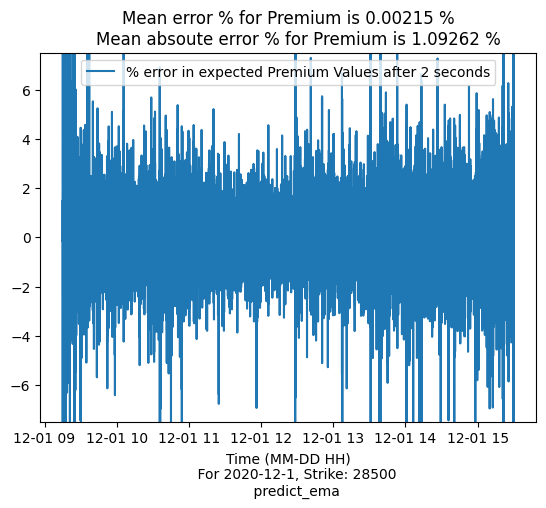 Mean error % for Premium is 0.00215 %
Mean absoute error % for Premium is 1.09262 %
% error in expected Premium Values after 2 seconds
6
4
2
0
−2
−4
−6
12-01 09 12-01 10 12-01 11 12-01 12 12-01 13 12-01 14 12-01 15
Time (MM-DD HH)
For 2020-12-1, Strike: 28500
predict_ema